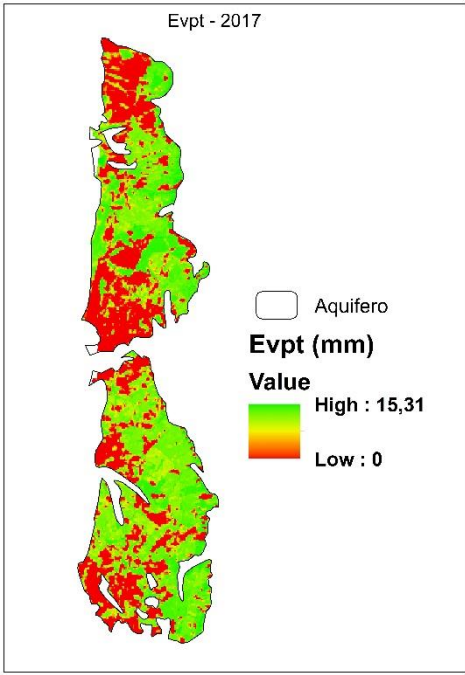 Evpt - 2017
Aquifero
Evpt (mm)
Value
High : 15,31
Low : 0